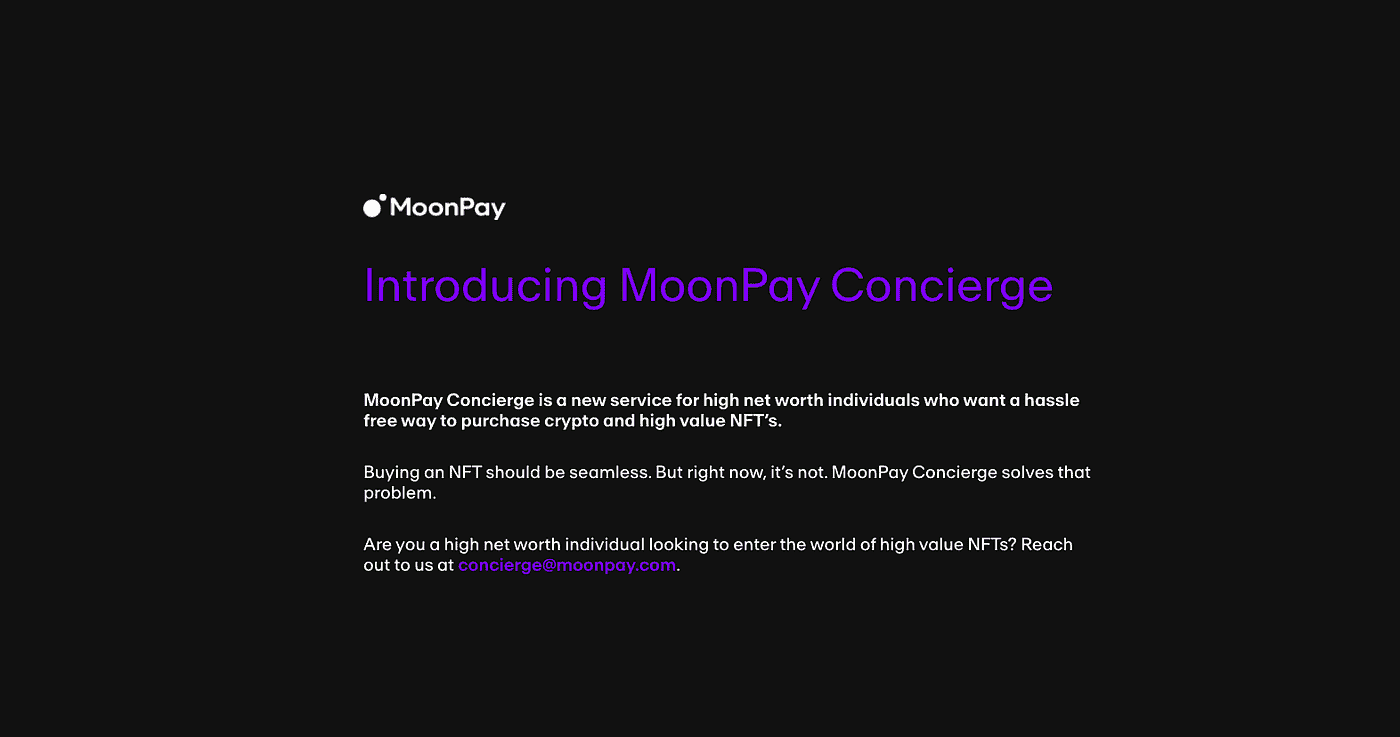 MoonPay
Introducing MoonPay Concierge
MoonPay Concierge is a new service for high net worth individuals who want a hassle
free way to purchase crypto and high value NFT’s.
Buying an NFT should be seamless. But right now, it’s not. MoonPay Concierge solves that
problem.
Are you a high net worth individual looking to enter the world of high value NFTs? Reach
out to us at concierge@moonpay.com.